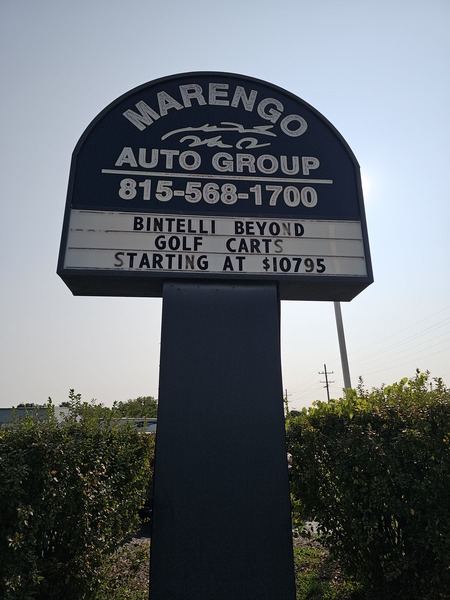 MARENGO
AUTO GROUP
815-568-1700
BINTELLI BEYOND
GOLF CARTS
STARTING AT $10795